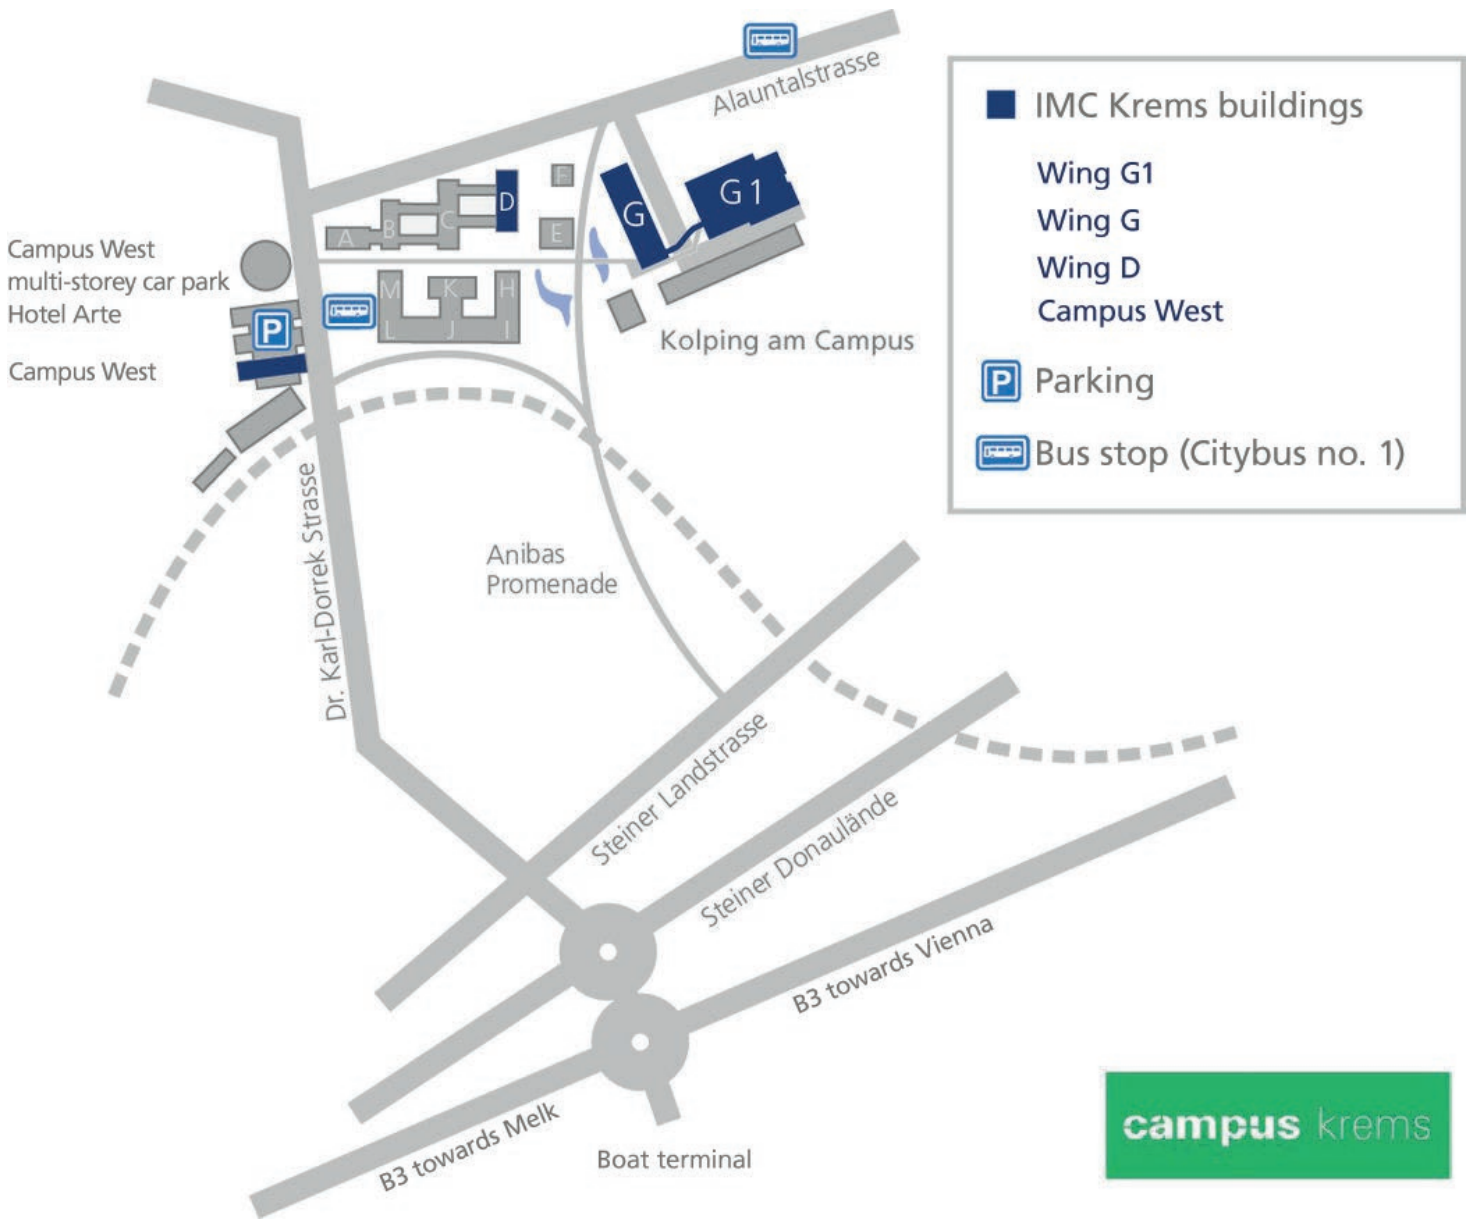 Alauntalstrasse
IMC Krems buildings
Wing G1
Wing G
Wing D
Campus West
P Parking
Bus stop (Citybus no. 1)
F
D
G
G1
A
B
C
E
Campus West
multi-storey car park
Hotel Arte
P
Campus West
M
K
H
L
J
I
Kolping am Campus
Dr. Karl-Dorrek Strasse
Anibas
Promenade
Steiner Landstrasse
Steiner Donaulände
B3 towards Vienna
B3 towards Melk
Boat terminal
campus krems